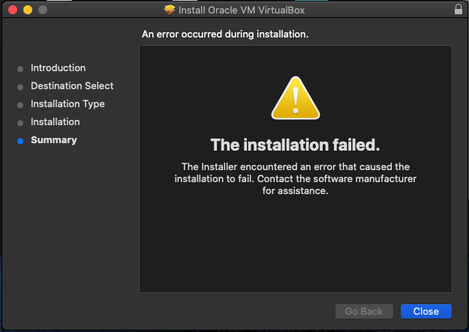 Install Oracle VM VirtualBox
An error occurred during installation.
Introduction
Destination Select
Installation Type
Installation
Summary
The installation failed.
The Installer encountered an error that caused the
installation to fail. Contact the software manufacturer
for assistance.
Go Back
Close